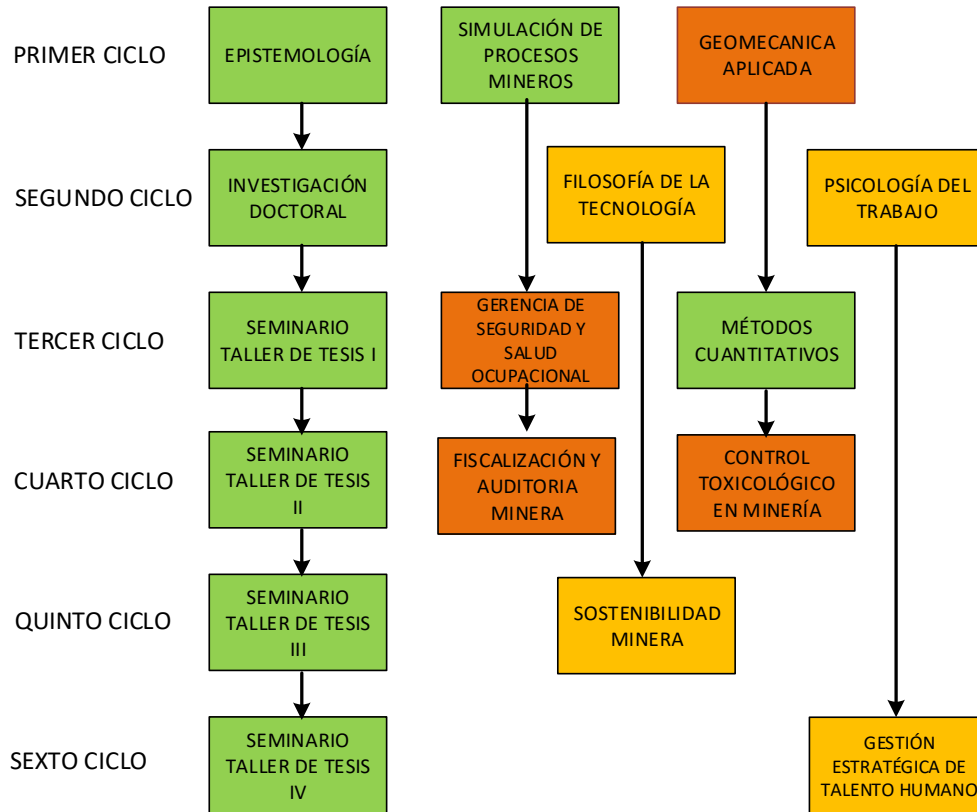 PRIMER CICLO
EPISTEMOLOGÍA
SIMULACIÓN DE
PROCESOS
MINEROS
GEOMECANICA
APLICADA
SEGUNDO CICLO
INVESTIGACIÓN
DOCTORAL
FILOSOFÍA DE LA
TECNOLOGÍA
PSICOLOGÍA DEL
TRABAJO
TERCER CICLO
SEMINARIO
TALLER DE TESIS I
GERENCIA DE
SEGURIDAD Y
SALUD
OCUPACIONAL
MÉTODOS
CUANTITATIVOS
CUARTO CICLO
SEMINARIO
TALLER DE TESIS
II
FISCALIZACIÓN Y
AUDITORIA
MINERA
CONTROL
TOXICOLÓGICO
EN MINERÍA
QUINTO CICLO
SEMINARIO
TALLER DE TESIS
III
SOSTENIBILIDAD
MINERA
SEXTO CICLO
SEMINARIO
TALLER DE TESIS
IV
GESTIÓN
ESTRATÉGICA DE
TALENTO HUMANO